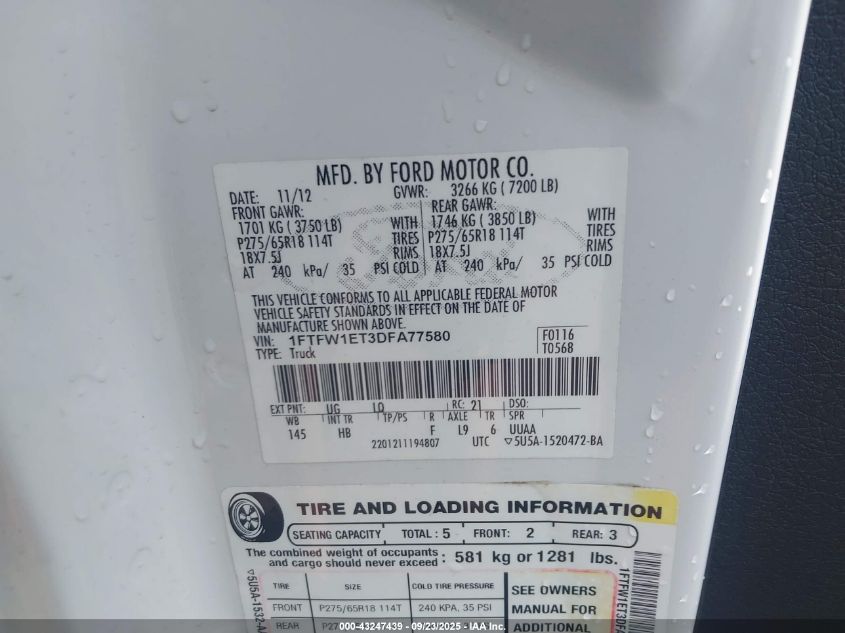 MFD. BY FORD MOTOR CO.
DATE: 11/12 GVWR: 3266 KG ( 7200 LB)
FRONT GAWR: REAR GAWR:
1701 KG ( 3750 LB) WITH 1746 KG ( 3850 LB) WITH
P275/65R18 114T TIRES P275/65R18 114T TIRES
18X7.5J RIMS 18X7.5J RIMS
AT 240 kPa/ 35 PSI COLD AT 240 kPa/ 35 PSI COLD
Ford
THIS VEHICLE CONFORMS TO ALL APPLICABLE FEDERAL MOTOR
VEHICLE SAFETY STANDARDS IN EFFECT ON THE DATE OF
MANUFACTURE SHOWN ABOVE.
VIN: 1FTFW1ET3DFA77580 F0116
TYPE: Truck T0568
EXT PNT: UG LQ RC: 21 DSO:
WB INT TR TP/PS R AXLE TR SPR
145 HB F L9 6 UUAA
2201211194807 UTC ▽5U5A-1520472-BA
TIRE AND LOADING INFORMATION
SEATING CAPACITY TOTAL: 5 FRONT: 2 REAR: 3
The combined weight of occupants
and cargo should never exceed : 581 kg or 1281 lbs.
TIRE SIZE COLD TIRE PRESSURE SEE OWNERS
FRONT P275/65R18 114T 240 KPA, 35 PSI MANUAL FOR
REAR ADDITIONAL
000-43247439 - 09/23/2025 - IAA Inc.